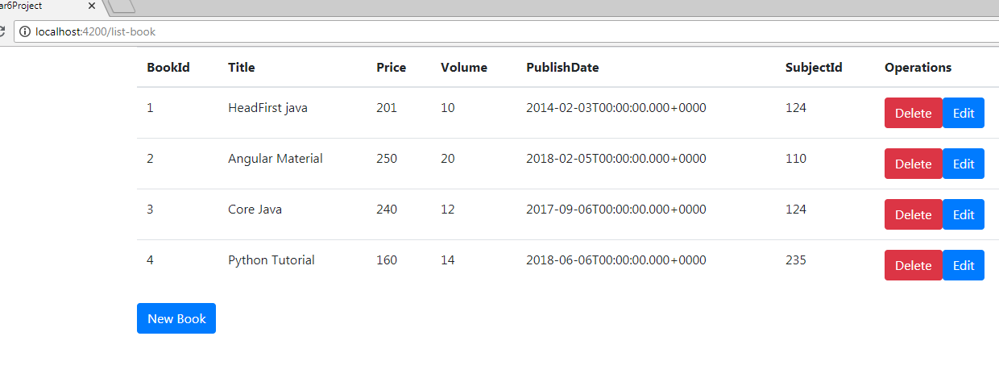 ar6Project
localhost:4200/list-book
BookId Title Price Volume PublishDate SubjectId Operations
1 HeadFirst java 201 10 2014-02-03T00:00:00.000+0000 124 Delete Edit
2 Angular Material 250 20 2018-02-05T00:00:00.000+0000 110 Delete Edit
3 Core Java 240 12 2017-09-06T00:00:00.000+0000 124 Delete Edit
4 Python Tutorial 160 14 2018-06-06T00:00:00.000+0000 235 Delete Edit
New Book